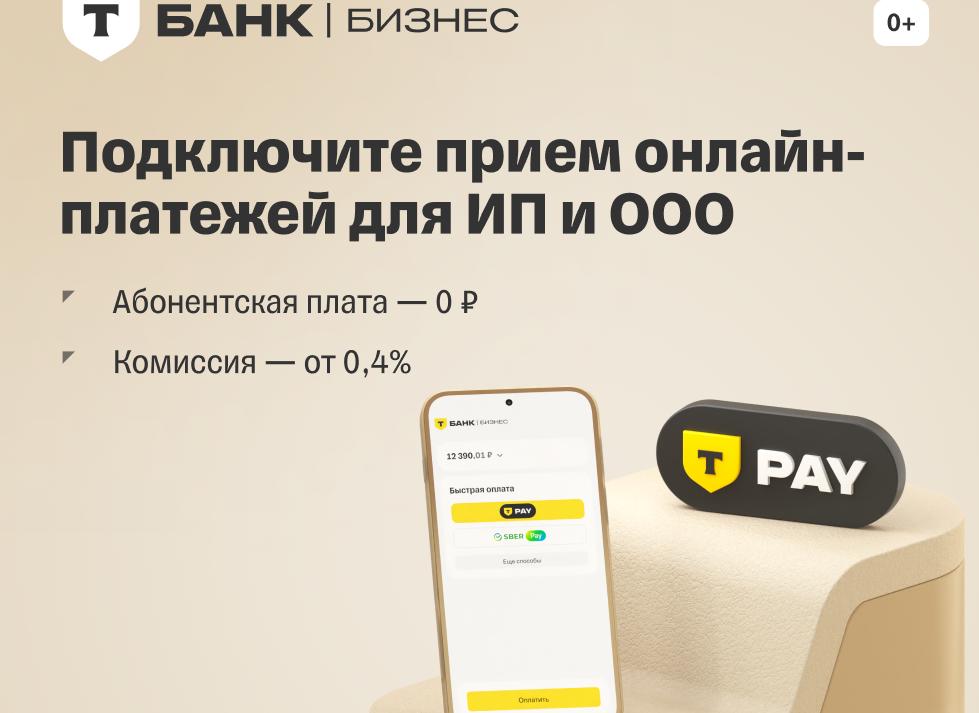 Т БАНК | БИЗНЕС
0+
Подключите прием онлайн-
платежей для ИП и ООО
Абонентская плата — 0 ₽
Комиссия — от 0,4%
Т БАНК | БИЗНЕС
12 390,01 ₽
Быстрая оплата
Т PAY
SBER Pay
Еще способы
Оплатить
Т PAY